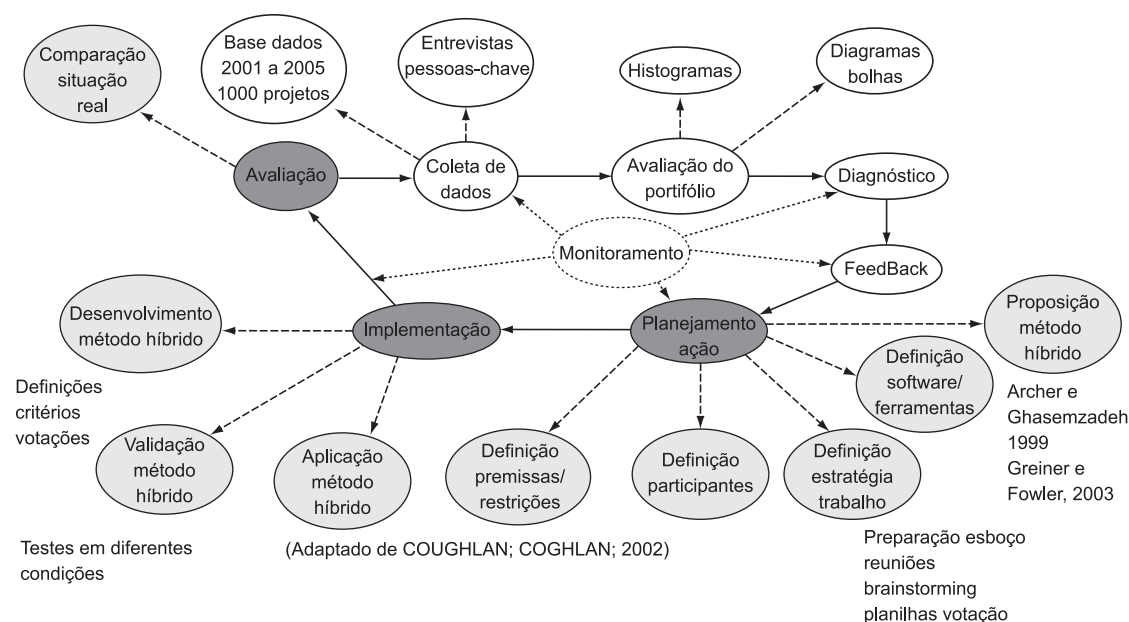 Comparação
situação
real
Base dados
2001 a 2005
1000 projetos
Entrevistas
pessoas-chave
Histogramas
Diagramas
bolhas
Avaliação
Coleta de
dados
Avaliação do
portifólio
Diagnóstico
Monitoramento
FeedBack
Desenvolvimento
método híbrido
Implementação
Planejamento
ação
Proposição
método
híbrido
Definições
critérios
votações
Definição
software/
ferramentas
Archer e
Ghasemzadeh
1999
Greiner e
Fowler, 2003
Validação
método
híbrido
Aplicação
método
híbrido
Definição
premissas/
restrições
Definição
participantes
Definição
estratégia
trabalho
Testes em diferentes
condições
(Adaptado de COUGHLAN; COGHLAN; 2002)
Preparação esboço
reuniões
brainstorming
planilhas votação